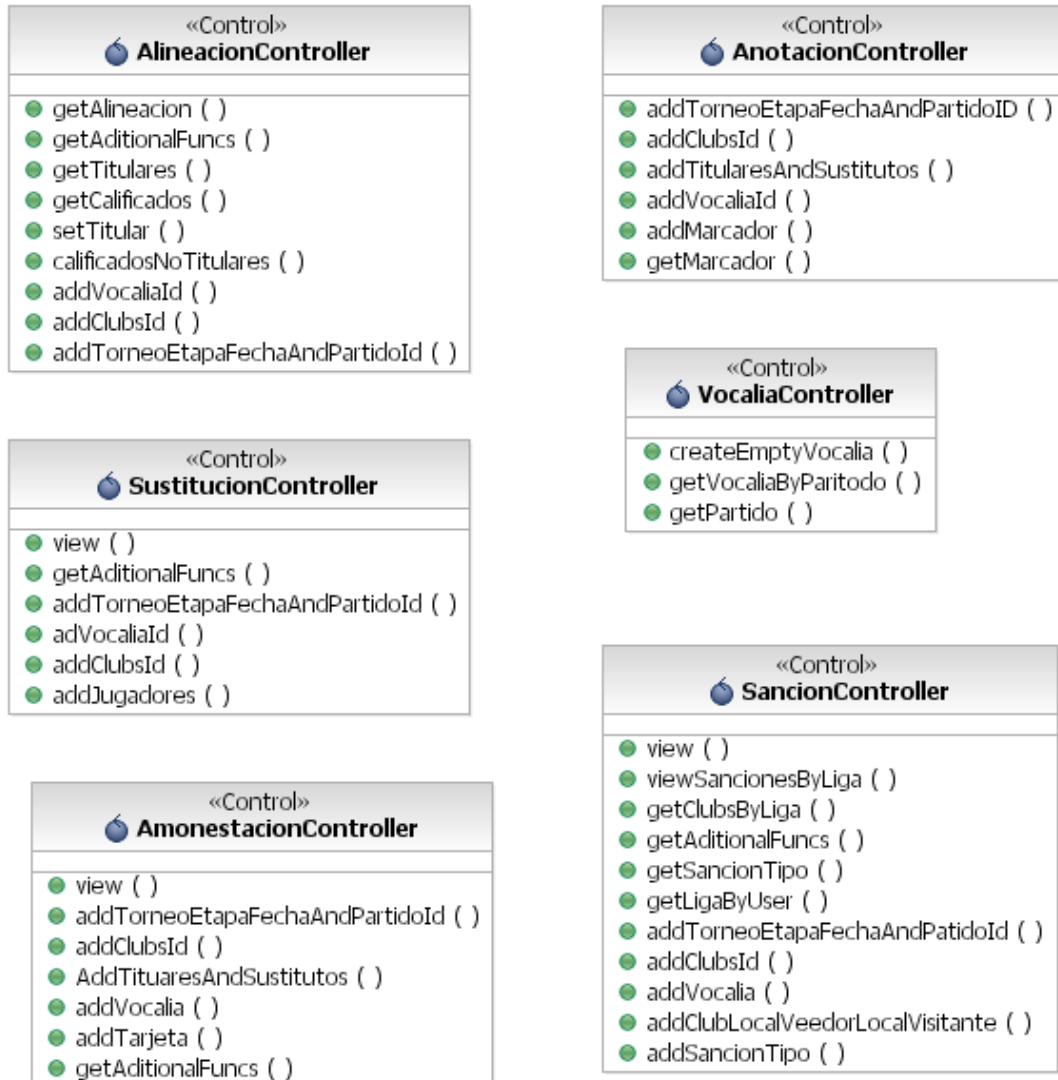 «Control»
AlineacionController
getAlineacion ( )
getAditionalFuncs ( )
getTitulares ( )
getCalificados ( )
setTitular ( )
calificadosNoTitulares ( )
addVocaliaId ( )
addClubsId ( )
addTorneoEtapaFechaAndPartidoId ( )
«Control»
AnotacionController
addTorneoEtapaFechaAndPartidoID ( )
addClubsId ( )
addTitularesAndSustitutos ( )
addVocaliaId ( )
addMarcador ( )
getMarcador ( )
«Control»
VocaliaController
createEmptyVocalia ( )
getVocaliaByParitodo ( )
getPartido ( )
«Control»
SustitucionController
view ( )
getAditionalFuncs ( )
addTorneoEtapaFechaAndPartidoId ( )
adVocaliaId ( )
addClubsId ( )
addJugadores ( )
«Control»
SancionController
view ( )
viewSancionesByLiga ( )
getClubsByLiga ( )
getAditionalFuncs ( )
getSancionTipo ( )
getLigaByUser ( )
addTorneoEtapaFechaAndPatidoId ( )
addClubsId ( )
addVocalia ( )
addClubLocalVeedorLocalVisitante ( )
addSancionTipo ( )
«Control»
AmonestacionController
view ( )
addTorneoEtapaFechaAndPartidoId ( )
addClubsId ( )
AddTituaresAndSustitutos ( )
addVocalia ( )
addTarjeta ( )
getAditionalFuncs ( )